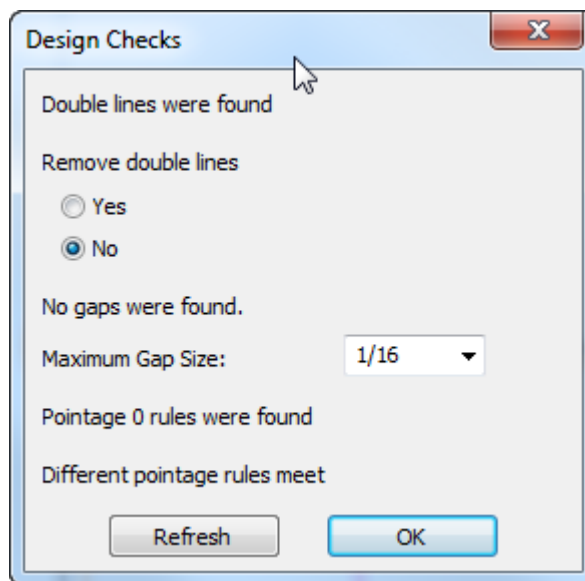 Design Checks
Double lines were found
Remove double lines
Yes
No
No gaps were found.
Maximum Gap Size: 1/16
Pointage 0 rules were found
Different pointage rules meet
Refresh OK